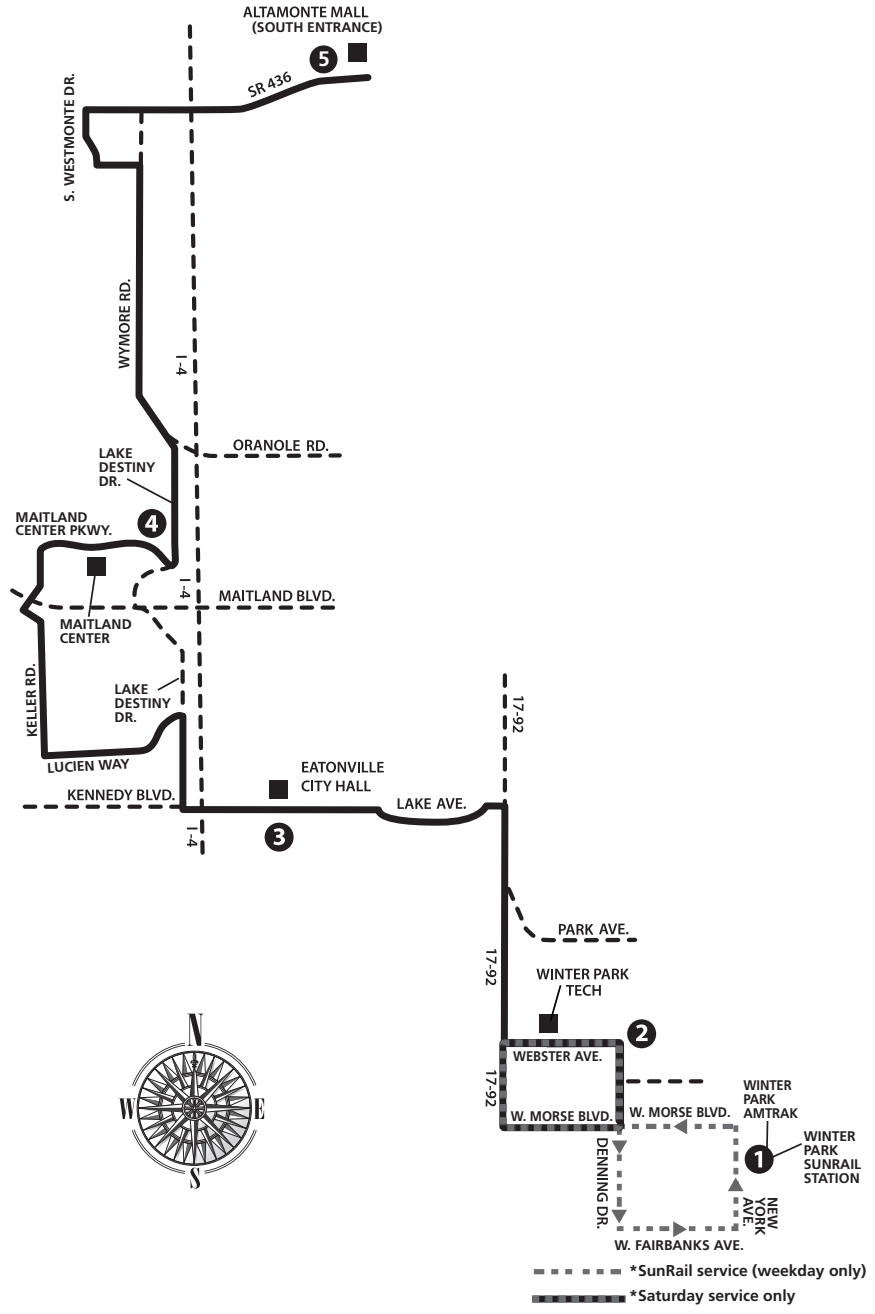 ALTAMONTE MALL
(SOUTH ENTRANCE)
5
SR 436
S. WESTMONTE DR.
WYMORE RD.
I-4
ORANOLE RD.
LAKE
DESTINY
DR.
4
MAITLAND
CENTER PKWY.
I-4
MAITLAND BLVD.
MAITLAND
CENTER
KELLER RD.
LAKE
DESTINY
DR.
LUCIEN WAY
KENNEDY BLVD.
I-4
EATONVILLE
CITY HALL
3
LAKE AVE.
17-92
PARK AVE.
17-92
WINTER PARK
TECH
2
WEBSTER AVE.
17-92
W. MORSE BLVD.
W. MORSE BLVD.
WINTER
PARK
AMTRAK
1
WINTER
PARK
SUNRAIL
STATION
DENNING DR.
NEW
YORK
AVE.
W. FAIRBANKS AVE.
N
W
E
S
*SunRail service (weekday only)
*Saturday service only